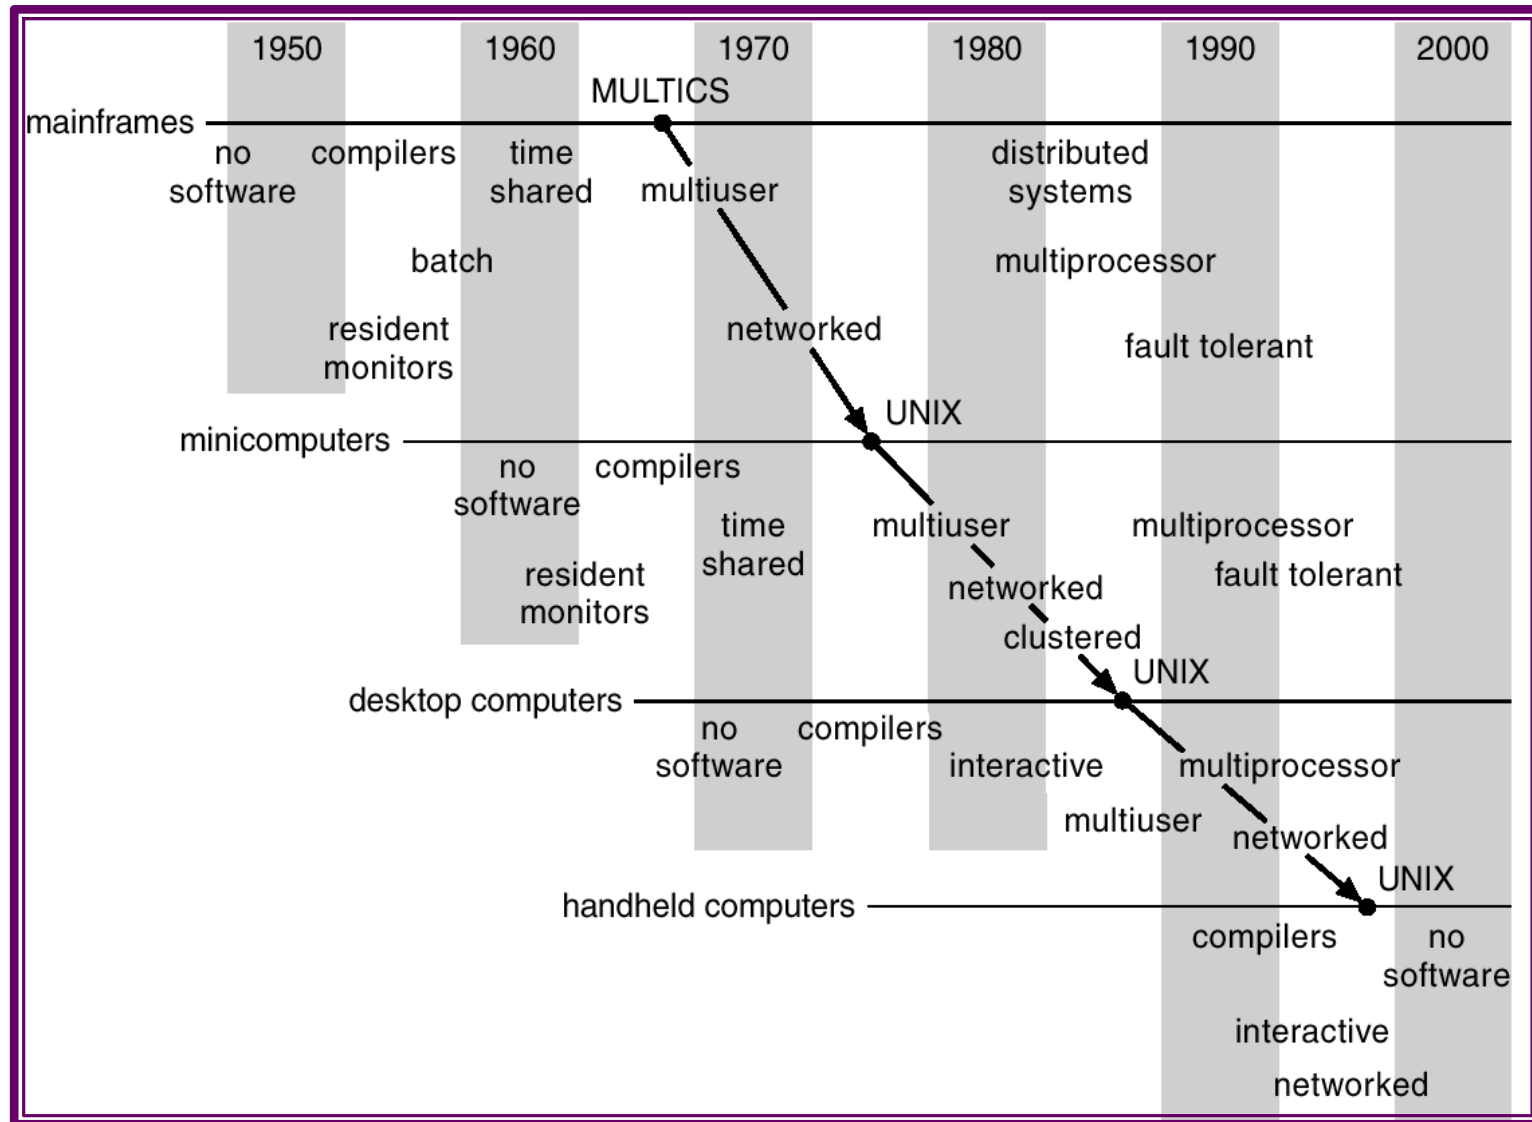 1950 1960 1970 1980 1990 2000
MULTICS
mainframes
no compilers time distributed
software shared multiuser systems
batch multiprocessor
resident networked fault tolerant
monitors
UNIX
minicomputers
no compilers
software
time multiuser multiprocessor
shared
resident networked fault tolerant
monitors
clustered
UNIX
desktop computers
no compilers
software interactive multiprocessor
multiuser networked
UNIX
handheld computers
compilers no
software
interactive
networked